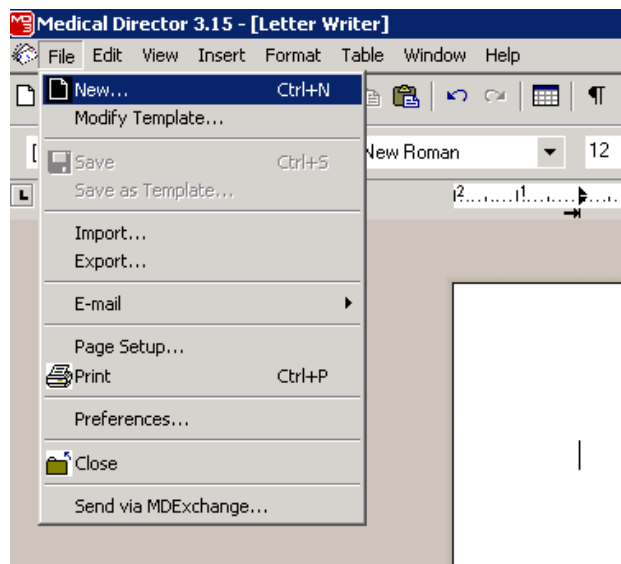 Medical Director 3.15 - [Letter Writer]
File Edit View Insert Format Table Window Help
New... Ctrl+N
Modify Template...
New Roman 12
Save Ctrl+S
Save as Template...
2 1
Import...
Export...
E-mail
Page Setup...
Print Ctrl+P
Preferences...
Close
Send via MDExchange...